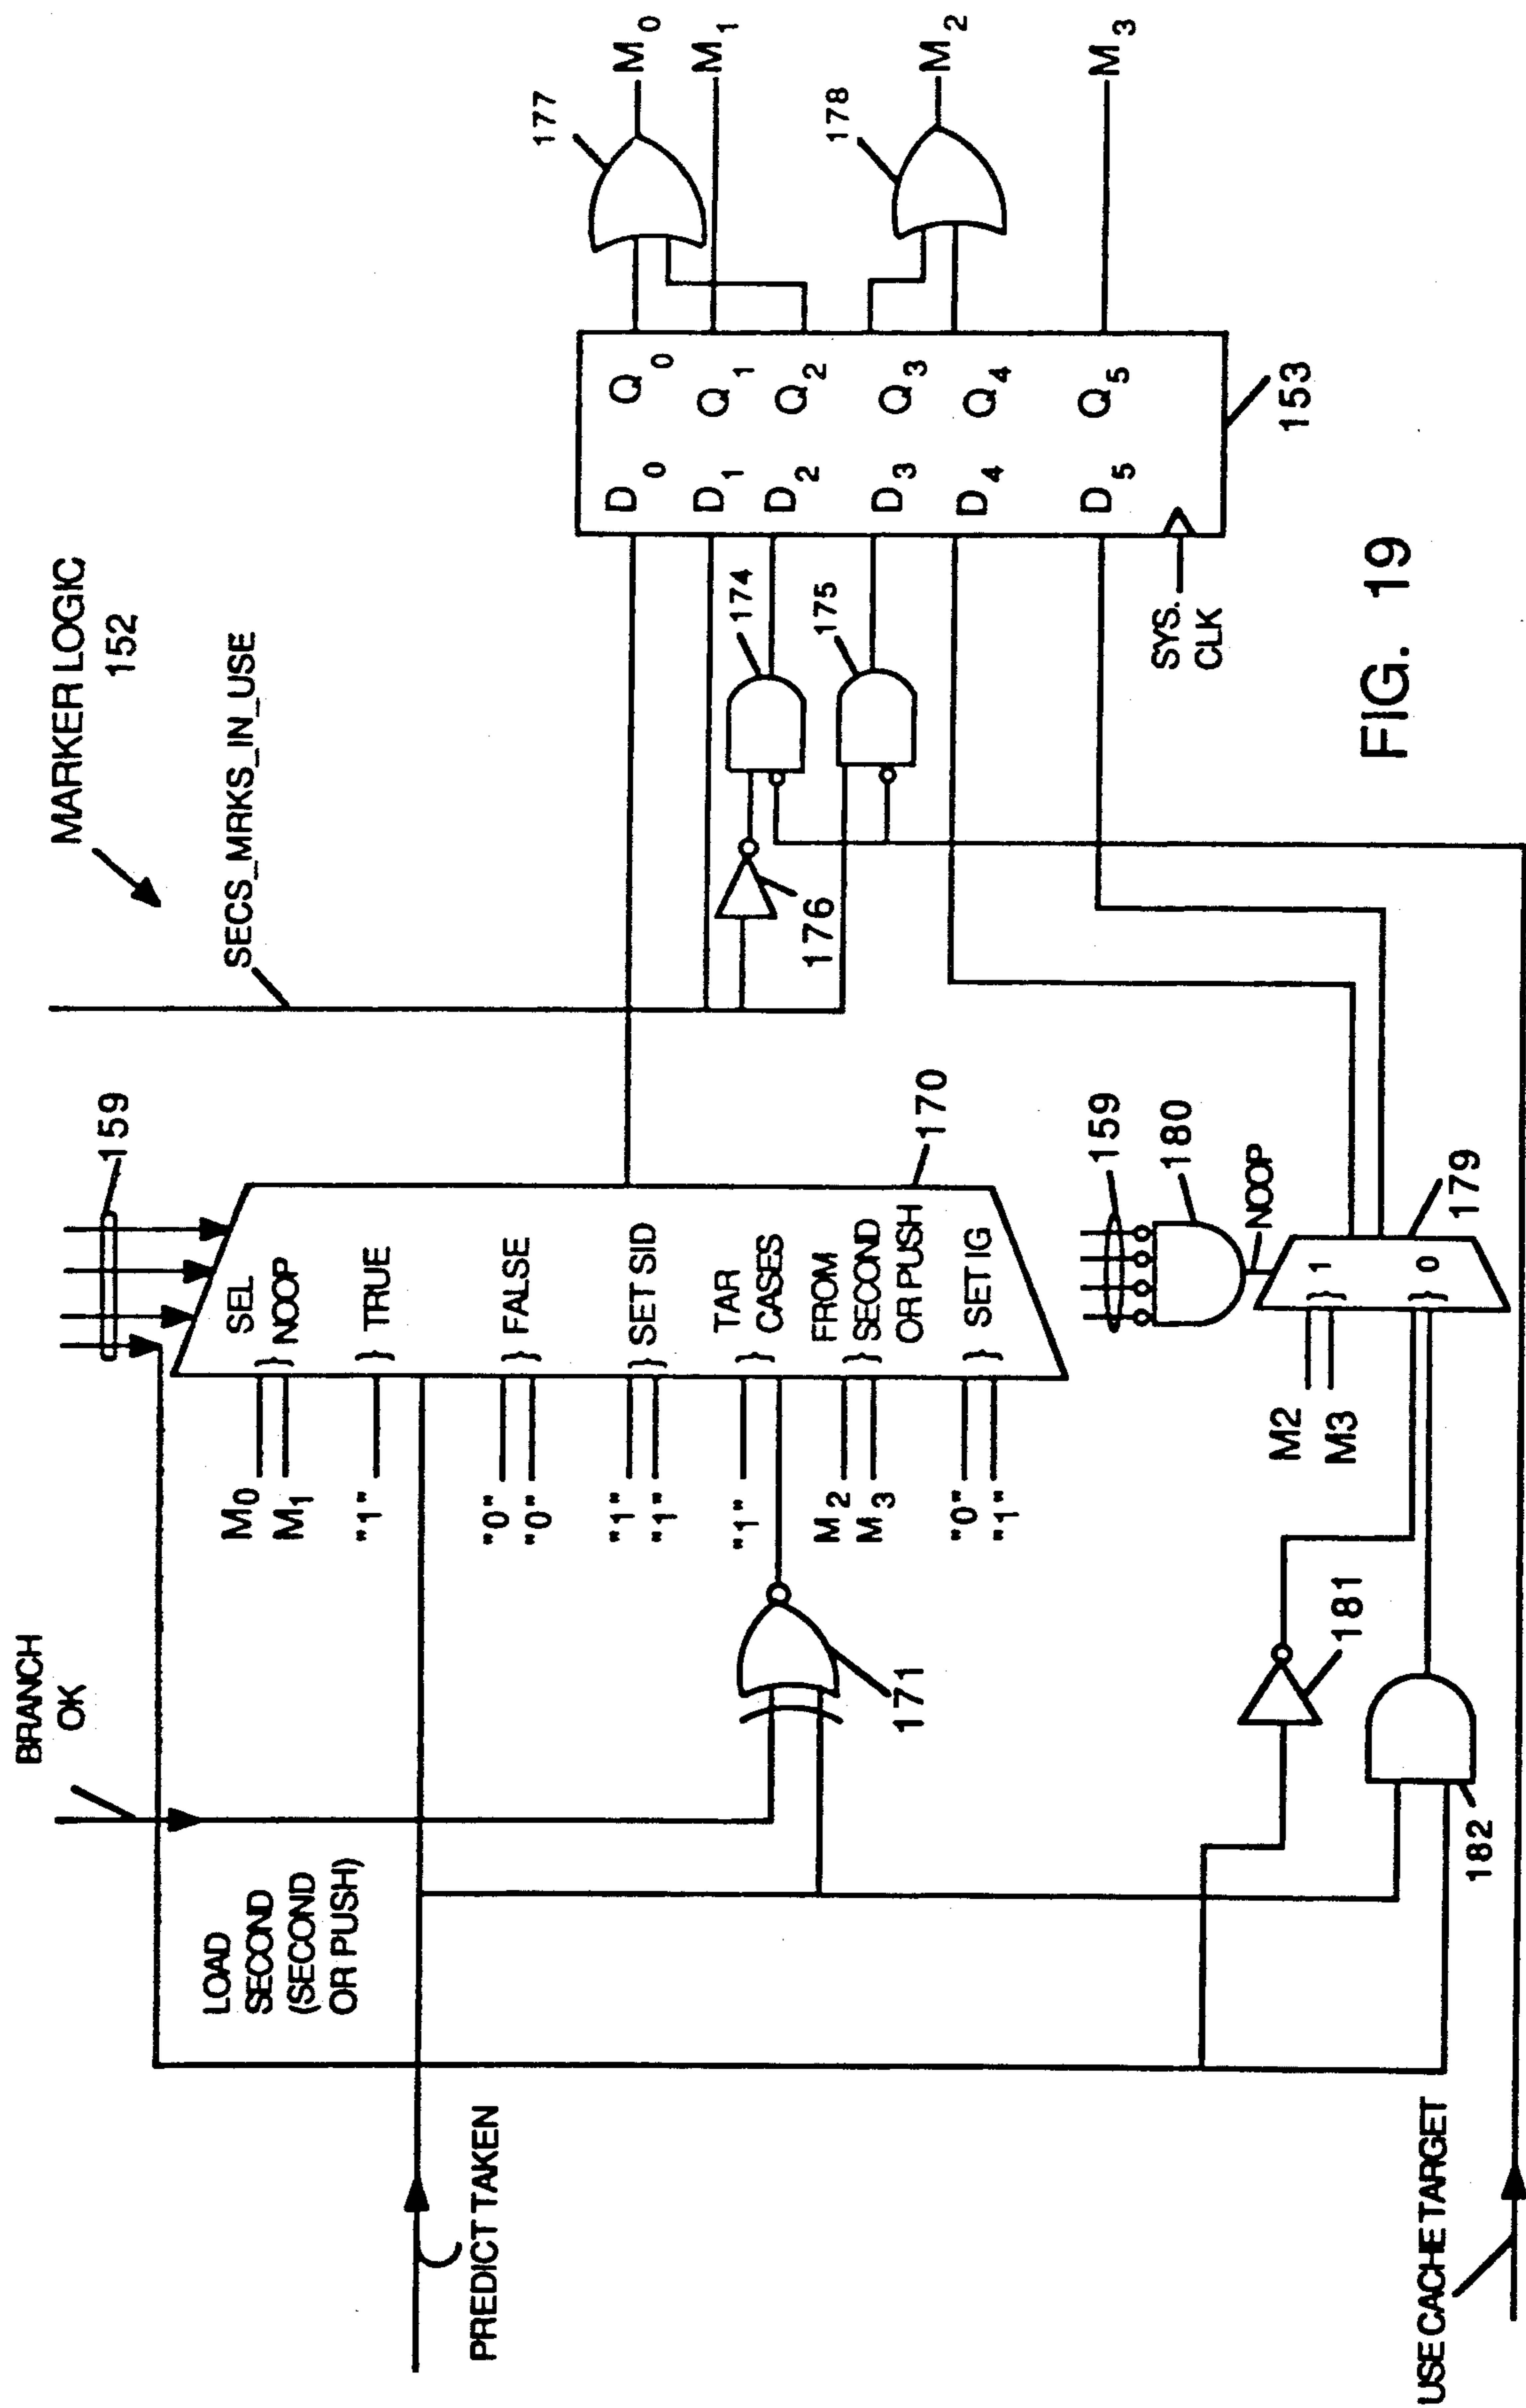 MARKER LOGIC
152
SECS_MRKS_IN_USE
BRANCH
OK
159
LOAD
SECOND
(SECOND
OR PUSH)
PREDICT TAKEN
USE CACHE TARGET
SEL
NOOP
TRUE
FALSE
SET SID
TAR
CASES
FROM
SECOND
OR PUSH
SET IG
M0
M1
"1"
"0"
"0"
"1"
"1"
"1"
M2
M3
"0"
"1"
170
171
159
180
NOOP
1
0
179
M2
M3
181
182
174
175
176
D0
D1
D2
D3
D4
D5
Q0
Q1
Q2
Q3
Q4
Q5
SYS.
CLK
153
177
178
M0
M1
M2
M3
FIG. 19